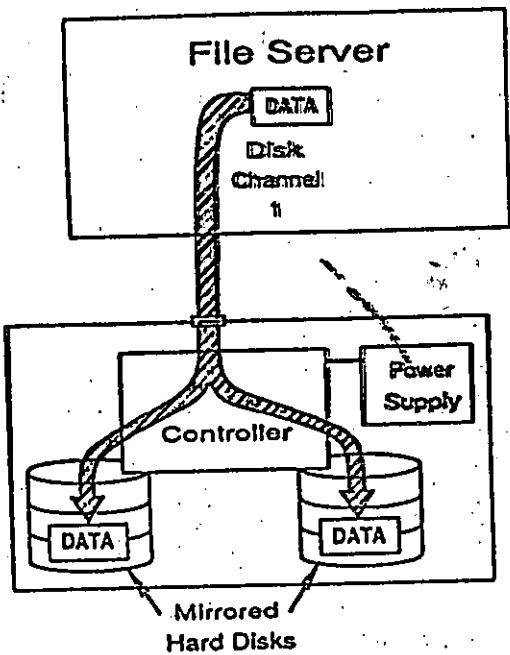 File Server
DATA
Disk
Channel
1
Power
Supply
Controller
DATA
DATA
Mirrored
Hard Disks